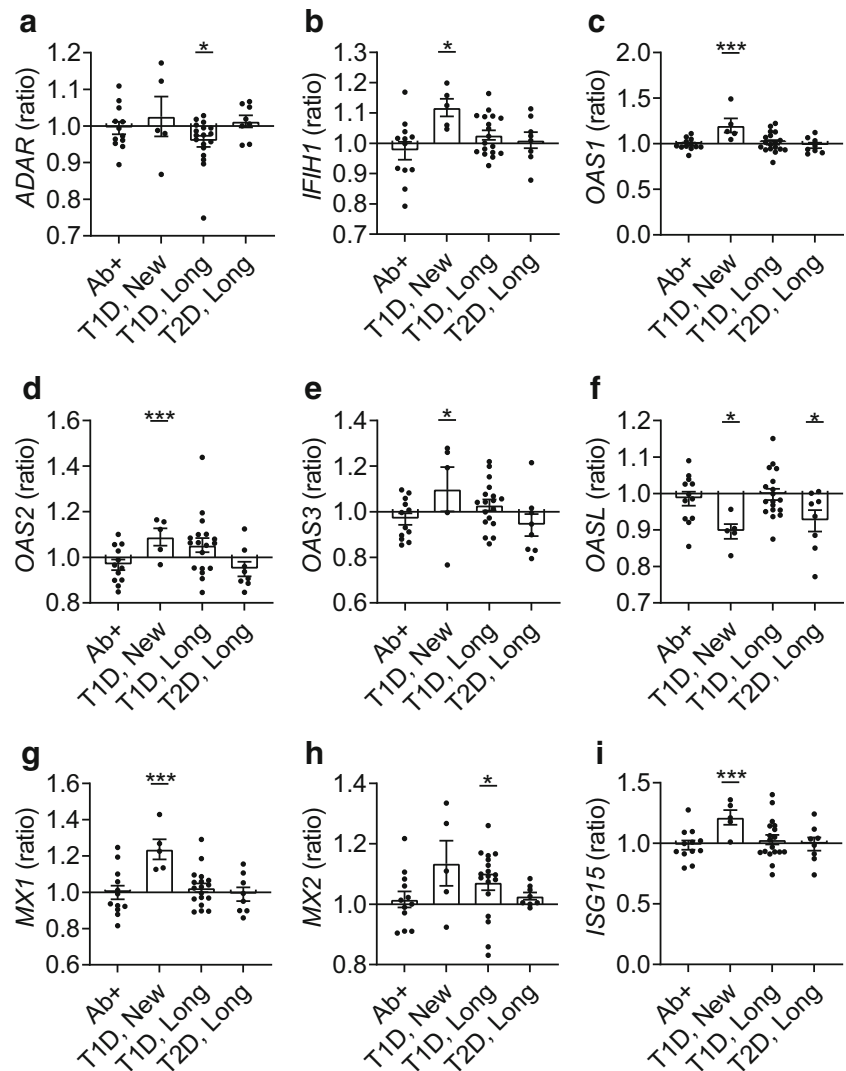 a
ADAR (ratio)
1.2
1.1
1.0
0.9
0.8
0.7
*
Ab+
T1D, New
T1D, Long
T2D, Long
b
IFIH1 (ratio)
1.3
1.2
1.1
1.0
0.9
0.8
0.7
*
Ab+
T1D, New
T1D, Long
T2D, Long
c
OAS1 (ratio)
2.0
1.5
1.0
0.5
0.0
***
Ab+
T1D, New
T1D, Long
T2D, Long
d
OAS2 (ratio)
1.6
1.4
1.2
1.0
0.8
***
Ab+
T1D, New
T1D, Long
T2D, Long
e
OAS3 (ratio)
1.4
1.2
1.0
0.8
0.6
*
Ab+
T1D, New
T1D, Long
T2D, Long
f
OASL (ratio)
1.2
1.1
1.0
0.9
0.8
0.7
*
*
Ab+
T1D, New
T1D, Long
T2D, Long
g
MX1 (ratio)
1.6
1.4
1.2
1.0
0.8
0.6
***
Ab+
T1D, New
T1D, Long
T2D, Long
h
MX2 (ratio)
1.4
1.2
1.0
0.8
*
Ab+
T1D, New
T1D, Long
T2D, Long
i
ISG15 (ratio)
1.5
1.0
0.5
0.0
***
Ab+
T1D, New
T1D, Long
T2D, Long